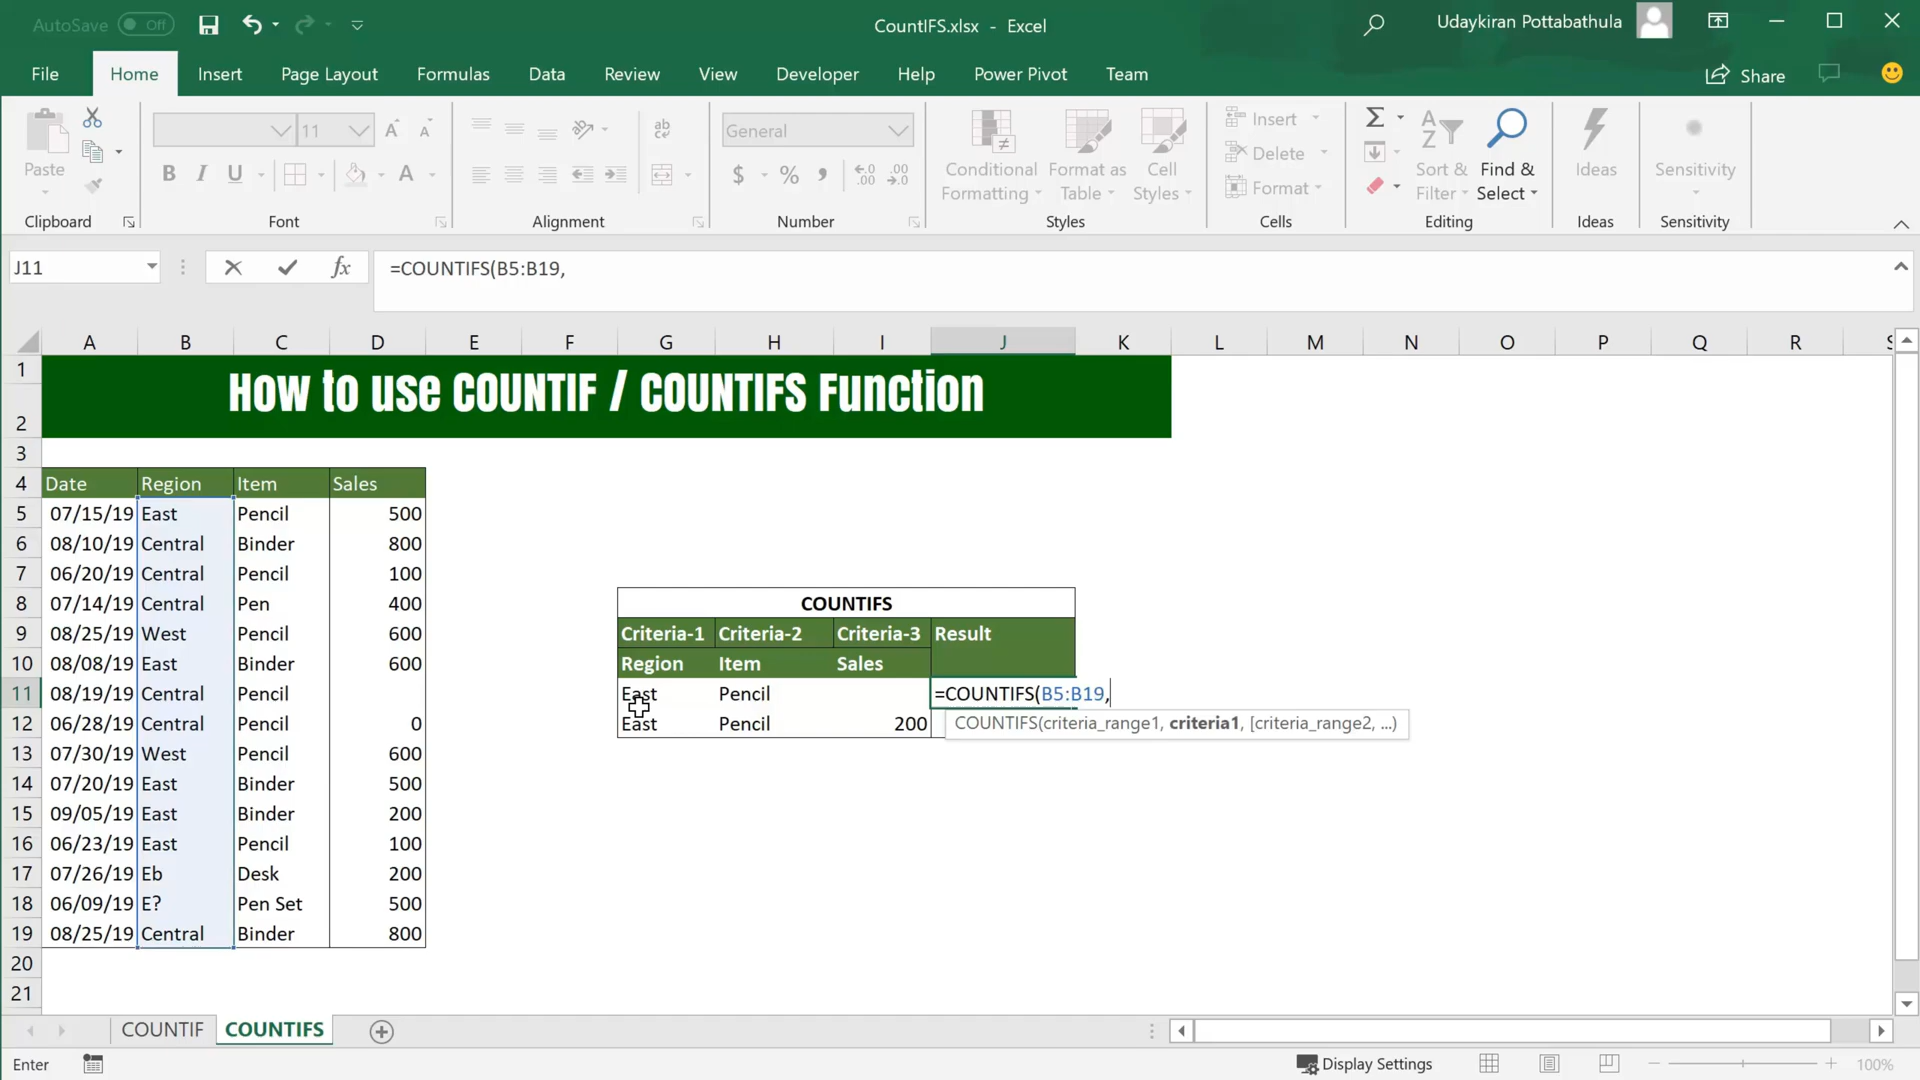 AutoSave Off
CountIFS.xlsx - Excel
Udaykiran Pottabathula
File Home Insert Page Layout Formulas Data Review View Developer Help Power Pivot Team
Share
Paste
11
B I U
A A
ab
General
$ % ,
Conditional Formatting
Format as Table
Cell Styles
Insert
Delete
Format
Σ
Sort & Filter
Find & Select
Ideas
Sensitivity
Clipboard Font Alignment Number Styles Cells Editing Ideas Sensitivity
J11 fx =COUNTIFS(B5:B19,
A B C D E F G H I J K L M N O P Q R S
1
How to use COUNTIF / COUNTIFS Function
2
3
4 Date Region Item Sales
5 07/15/19 East Pencil 500
6 08/10/19 Central Binder 800
7 06/20/19 Central Pencil 100
8 07/14/19 Central Pen 400 COUNTIFS
9 08/25/19 West Pencil 600 Criteria-1 Criteria-2 Criteria-3 Result
10 08/08/19 East Binder 600 Region Item Sales
11 08/19/19 Central Pencil East Pencil =COUNTIFS(B5:B19,
12 06/28/19 Central Pencil 0 East Pencil 200 COUNTIFS(criteria_range1, criteria1, [criteria_range2, ...)
13 07/30/19 West Pencil 600
14 07/20/19 East Binder 500
15 09/05/19 East Binder 200
16 06/23/19 East Pencil 100
17 07/26/19 Eb Desk 200
18 06/09/19 E? Pen Set 500
19 08/25/19 Central Binder 800
20
21
COUNTIF COUNTIFS
Enter
Display Settings
100%